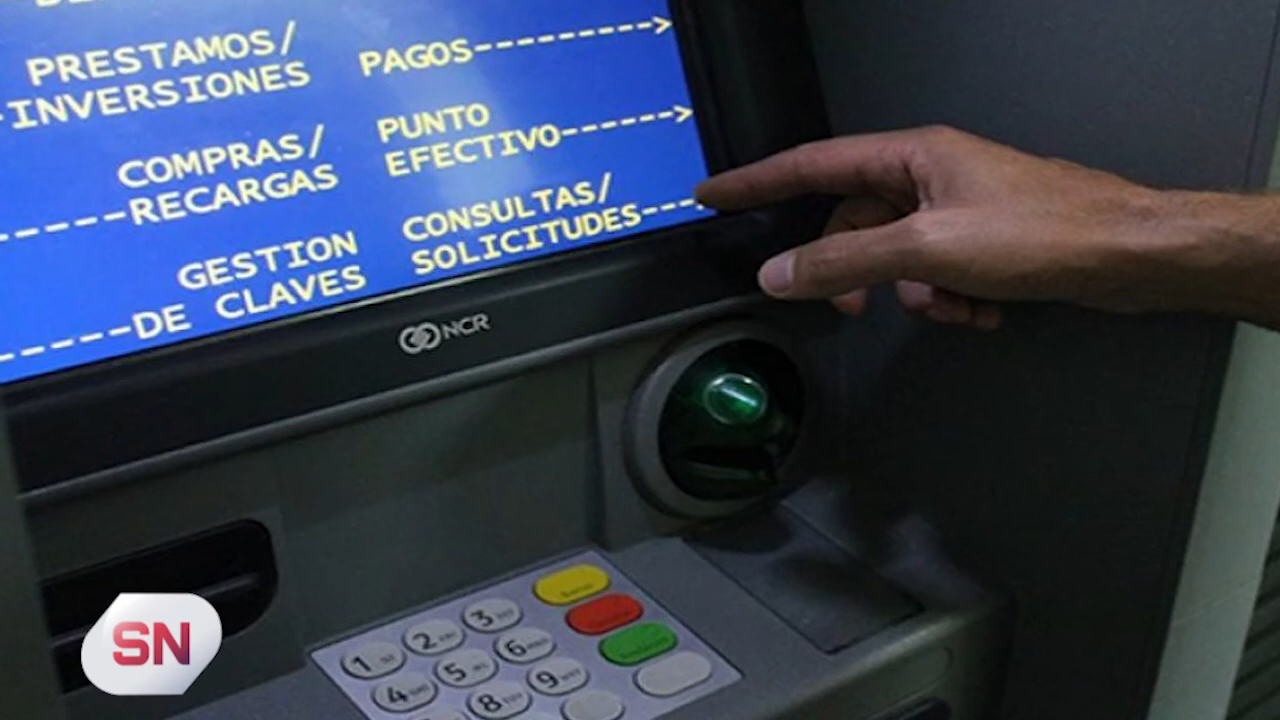 PRESTAMOS/
-INVERSIONES
PAGOS---------->
COMPRAS/
-----RECARGAS
PUNTO
EFECTIVO------->
GESTION
-----DE CLAVES
CONSULTAS/
SOLICITUDES----
NCR
1
2
3
4
5
6
8
9
SN